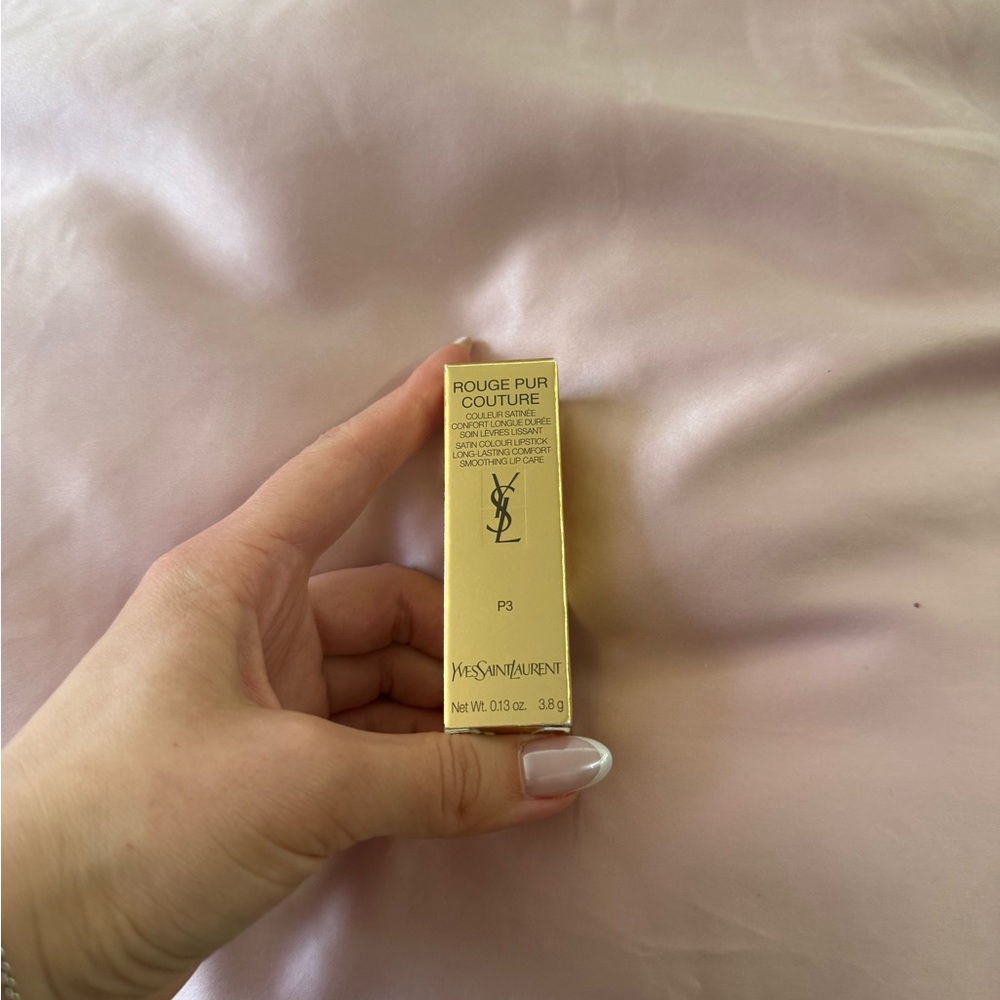 ROUGE PUR
COUTURE
COULEUR SATINÉE
CONFORT LONGUE DURÉE
SOIN LÈVRES LISSANT
SATIN COLOUR LIPSTICK
LONG-LASTING COMFORT
SMOOTHING LIP CARE
YSL
P3
YVESSAINTLAURENT
Net Wt. 0.13 oz. 3.8 g